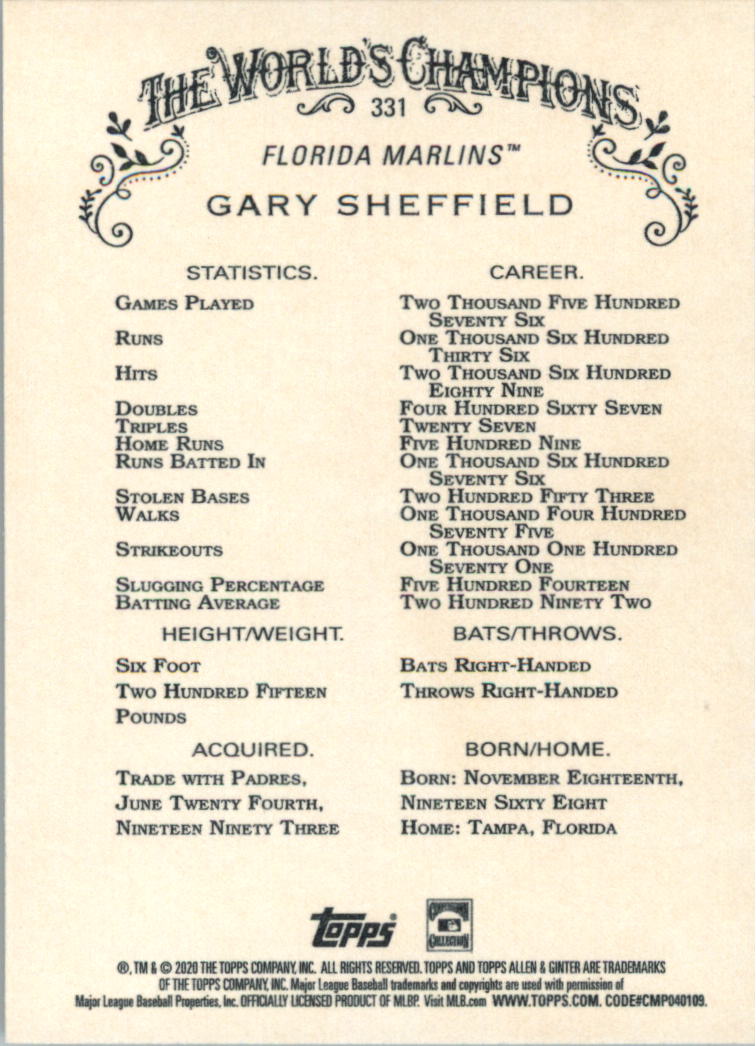 THE WORLD'S CHAMPIONS
331
FLORIDA MARLINS™
GARY SHEFFIELD
STATISTICS. CAREER.
GAMES PLAYED TWO THOUSAND FIVE HUNDRED
SEVENTY SIX
RUNS ONE THOUSAND SIX HUNDRED
THIRTY SIX
HITS TWO THOUSAND SIX HUNDRED
EIGHTY NINE
DOUBLES FOUR HUNDRED SIXTY SEVEN
TRIPLES TWENTY SEVEN
HOME RUNS FIVE HUNDRED NINE
RUNS BATTED IN ONE THOUSAND SIX HUNDRED
SEVENTY SIX
STOLEN BASES TWO HUNDRED FIFTY THREE
WALKS ONE THOUSAND FOUR HUNDRED
SEVENTY FIVE
STRIKEOUTS ONE THOUSAND ONE HUNDRED
SEVENTY ONE
SLUGGING PERCENTAGE FIVE HUNDRED FOURTEEN
BATTING AVERAGE TWO HUNDRED NINETY TWO
HEIGHT/WEIGHT. BATS/THROWS.
SIX FOOT BATS RIGHT-HANDED
TWO HUNDRED FIFTEEN THROWS RIGHT-HANDED
POUNDS
ACQUIRED. BORN/HOME.
TRADE WITH PADRES, BORN: NOVEMBER EIGHTEENTH,
JUNE TWENTY FOURTH, NINETEEN SIXTY EIGHT
NINETEEN NINETY THREE HOME: TAMPA, FLORIDA
topps®
COOPERSTOWN
COLLECTION
®, TM & © 2020 THE TOPPS COMPANY, INC. ALL RIGHTS RESERVED. TOPPS AND TOPPS ALLEN & GINTER ARE TRADEMARKS
OF THE TOPPS COMPANY, INC. Major League Baseball trademarks and copyrights are used with permission of
Major League Baseball Properties, Inc. OFFICIALLY LICENSED PRODUCT OF MLBP. Visit MLB.com WWW.TOPPS.COM. CODE#CMP040109.